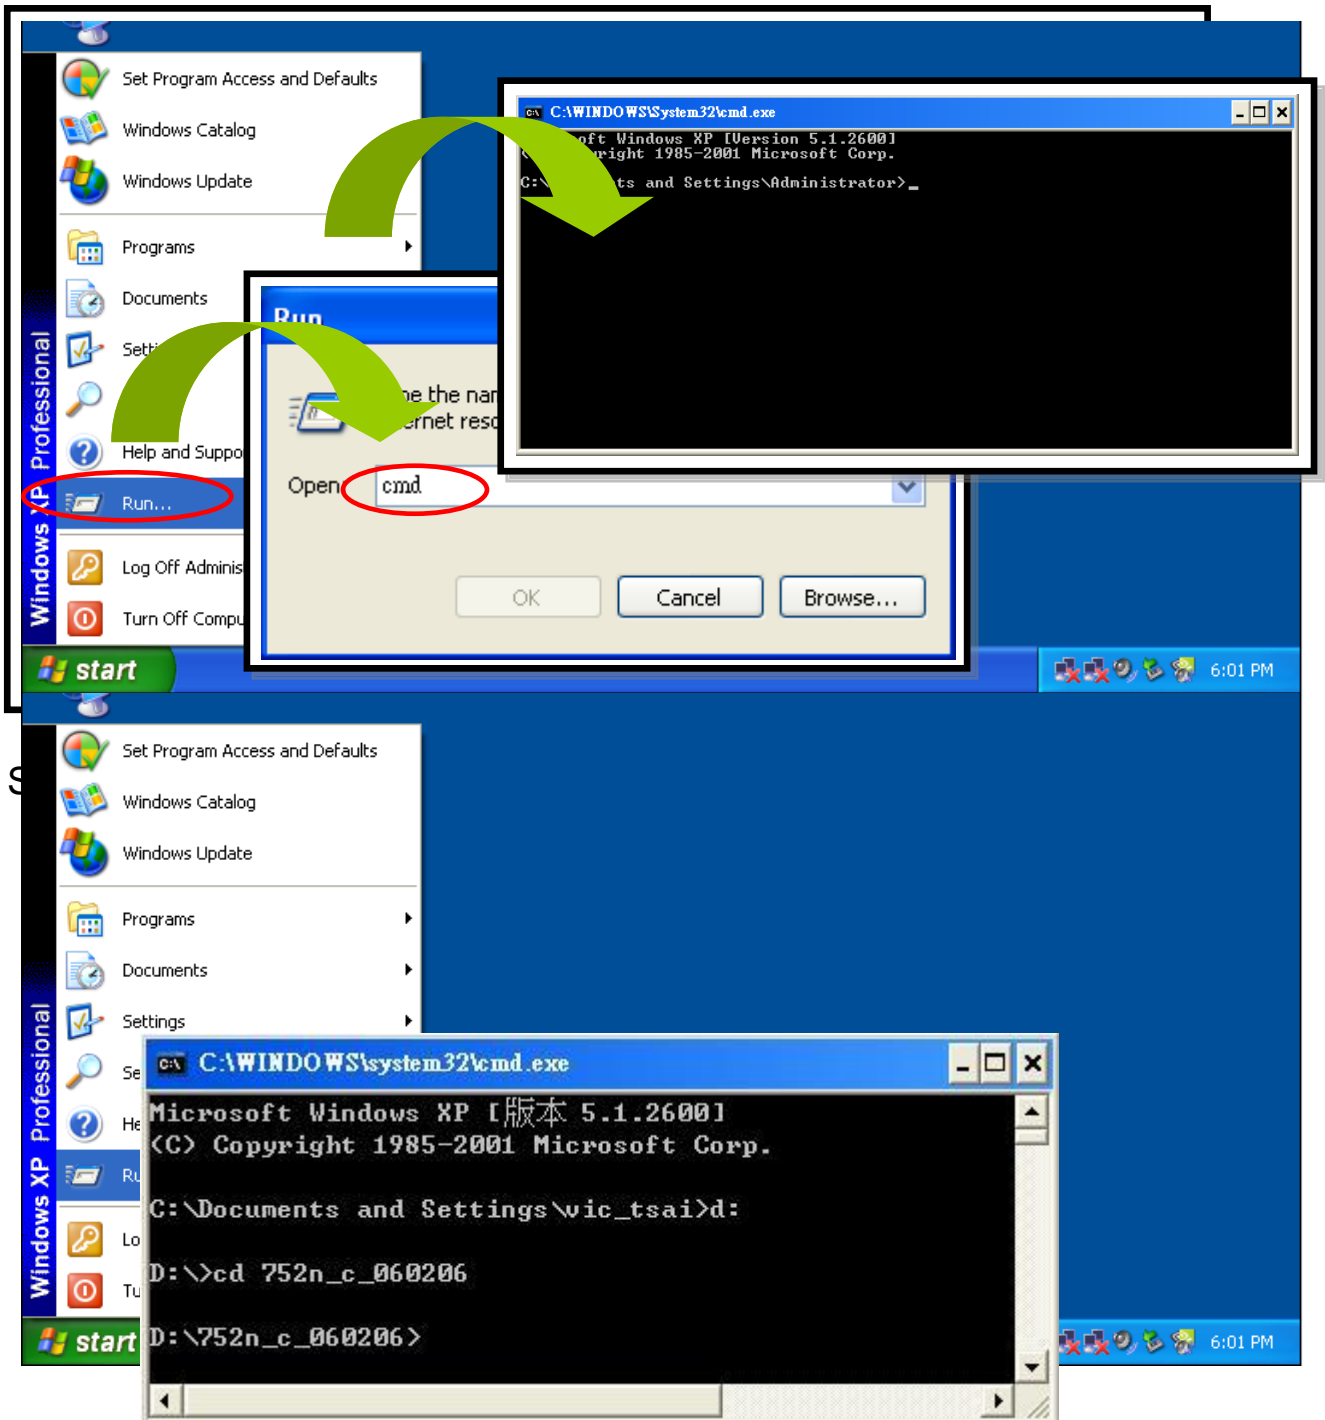 Set Program Access and Defaults
Windows Catalog
Windows Update
Programs
Documents
Help and Suppo
Run...
Log Off Adminis
Turn Off Compu
Windows XP Professional
start
6:01 PM
Run
the nar
Open
cmd
OK
Cancel
Browse...
C:\WINDOWS\System32\cmd.exe
oft Windows XP [Version 5.1.2600]
right 1985-2001 Microsoft Corp.
C:\ ts and Settings\Administrator>_
S
Set Program Access and Defaults
Windows Catalog
Windows Update
Programs
Documents
Settings
Se
He
Ru
Lo
Tu
Windows XP Professional
start
6:01 PM
C:\WINDOWS\system32\cmd.exe
Microsoft Windows XP [版本 5.1.2600]
(C) Copyright 1985-2001 Microsoft Corp.
C:\Documents and Settings\vic_tsai>d:
D:\>cd 752n_c_060206
D:\752n_c_060206>